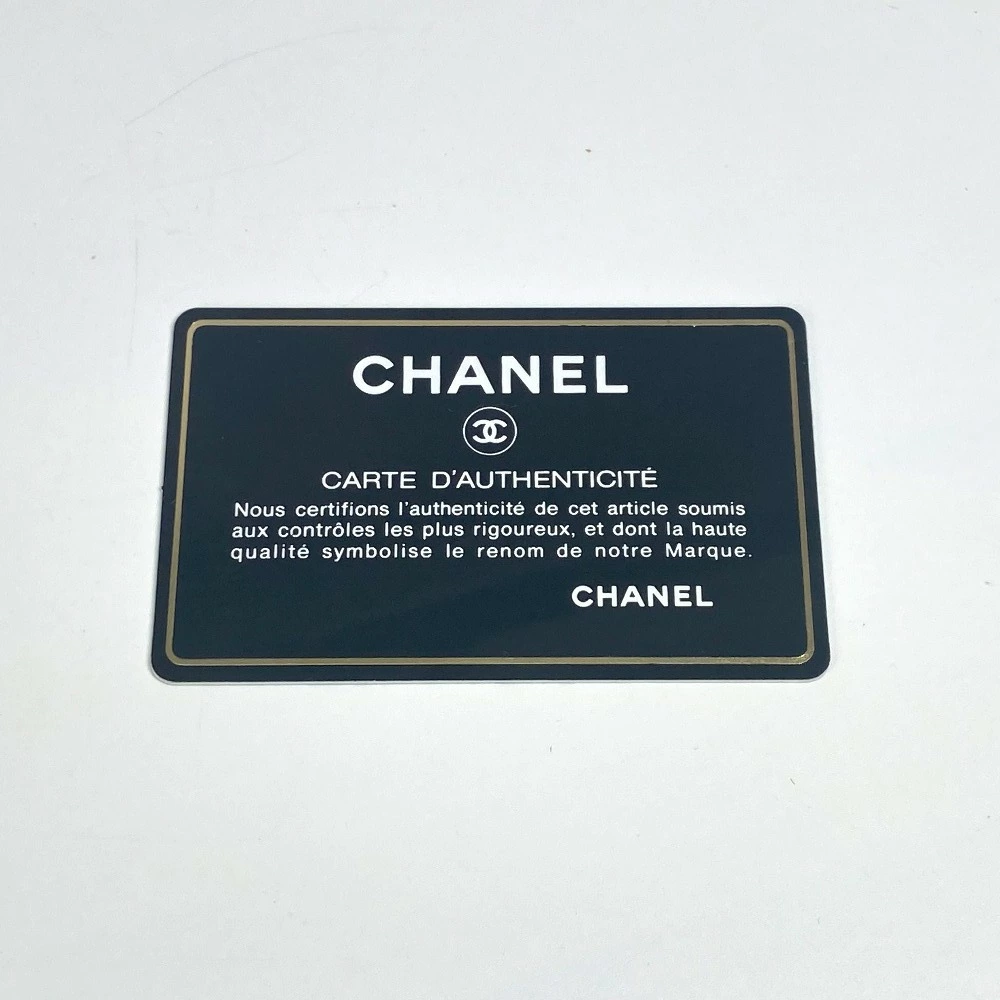 CHANEL
CARTE D'AUTHENTICITÉ
Nous certifions l'authenticité de cet article soumis
aux contrôles les plus rigoureux, et dont la haute
qualité symbolise le renom de notre Marque.
CHANEL